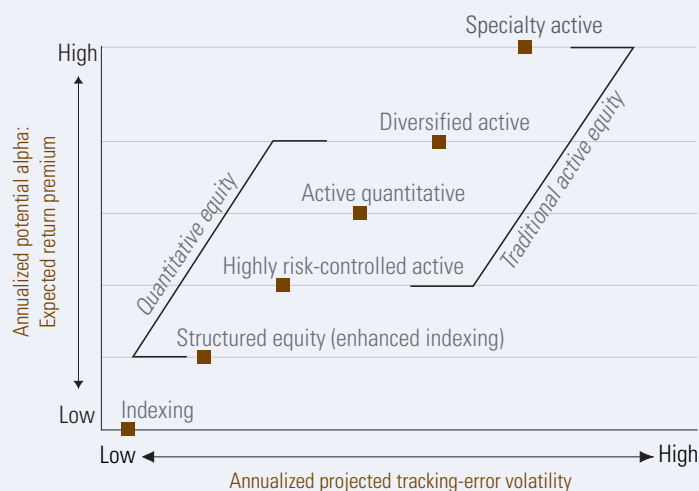 Specialty active
High
Diversified active
Traditional active equity
Annualized potential alpha:
Expected return premium
Quantitative equity
Active quantitative
Highly risk-controlled active
Structured equity (enhanced indexing)
Low
Indexing
Low
High
Annualized projected tracking-error volatility